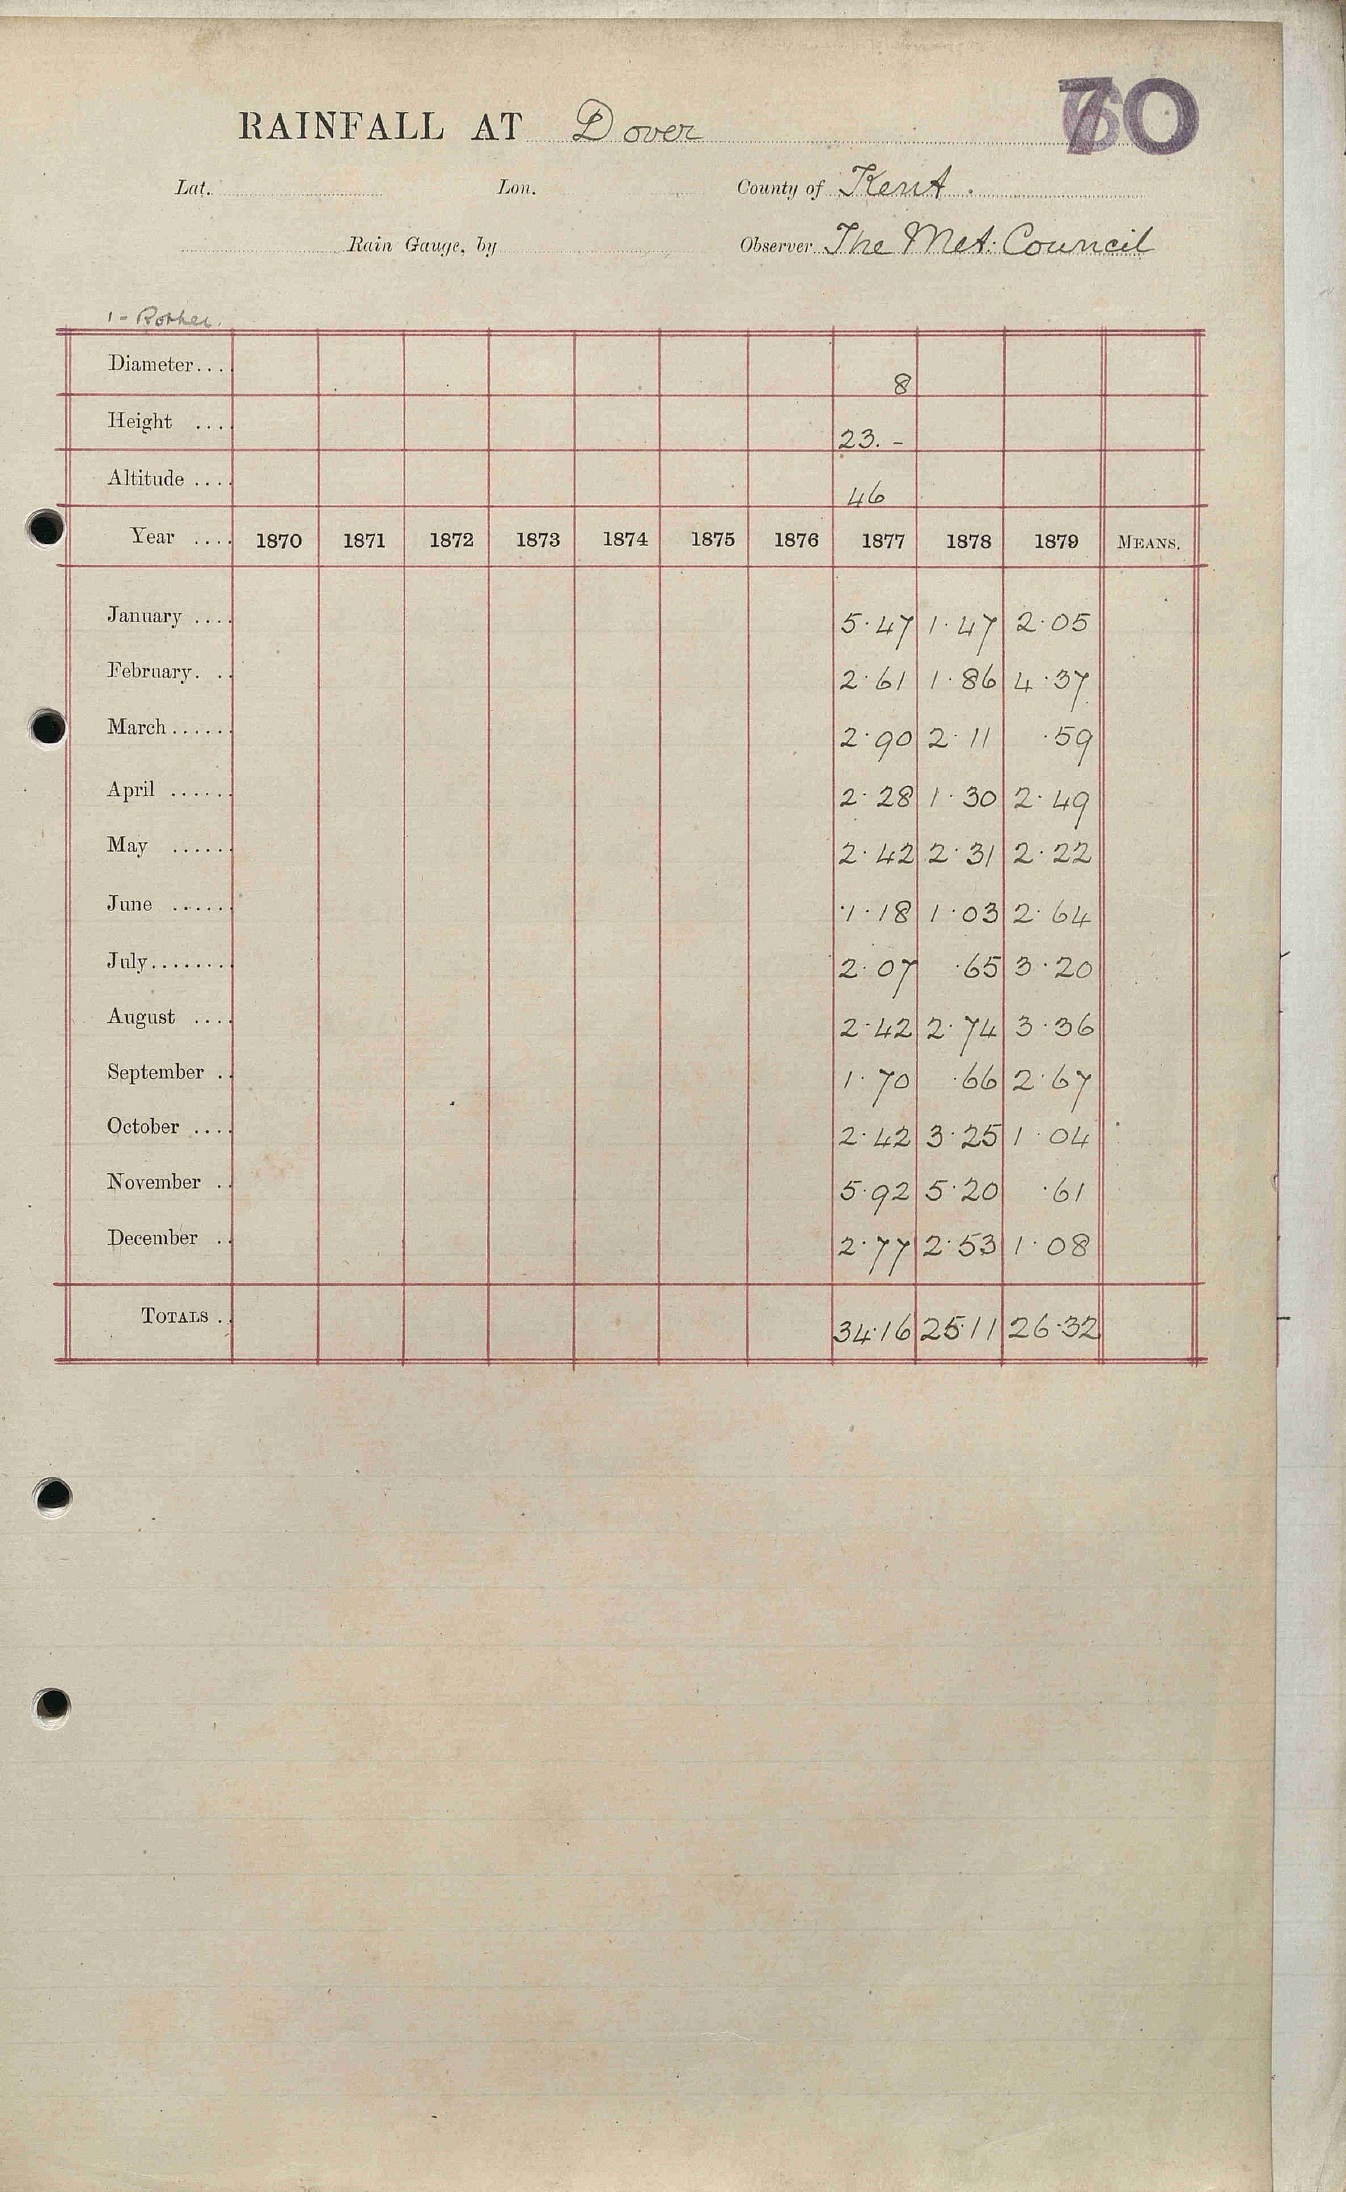 70
RAINFALL AT Dover
Lat. Lon. County of Kent.
Rain Gauge, by Observer The Met: Council
1 - Rother.
Diameter... 8
Height ... 23. -
Altitude .... 46
Year .... 1870 1871 1872 1873 1874 1875 1876 1877 1878 1879 MEANS.
January .... 5.47 1.47 2.05
February. .. 2.61 1.86 4.37
March...... 2.90 2.11 .59
April ...... 2.28 1.30 2.49
May ...... 2.42 2.31 2.22
June ...... 1.18 1.03 2.64
July........ 2.07 .65 3.20
August .... 2.42 2.74 3.36
September .. 1.70 .66 2.67
October .... 2.42 3.25 1.04
November .. 5.92 5.20 .61
December .. 2.77 2.53 1.08
TOTALS .. 34.16 25.11 26.32